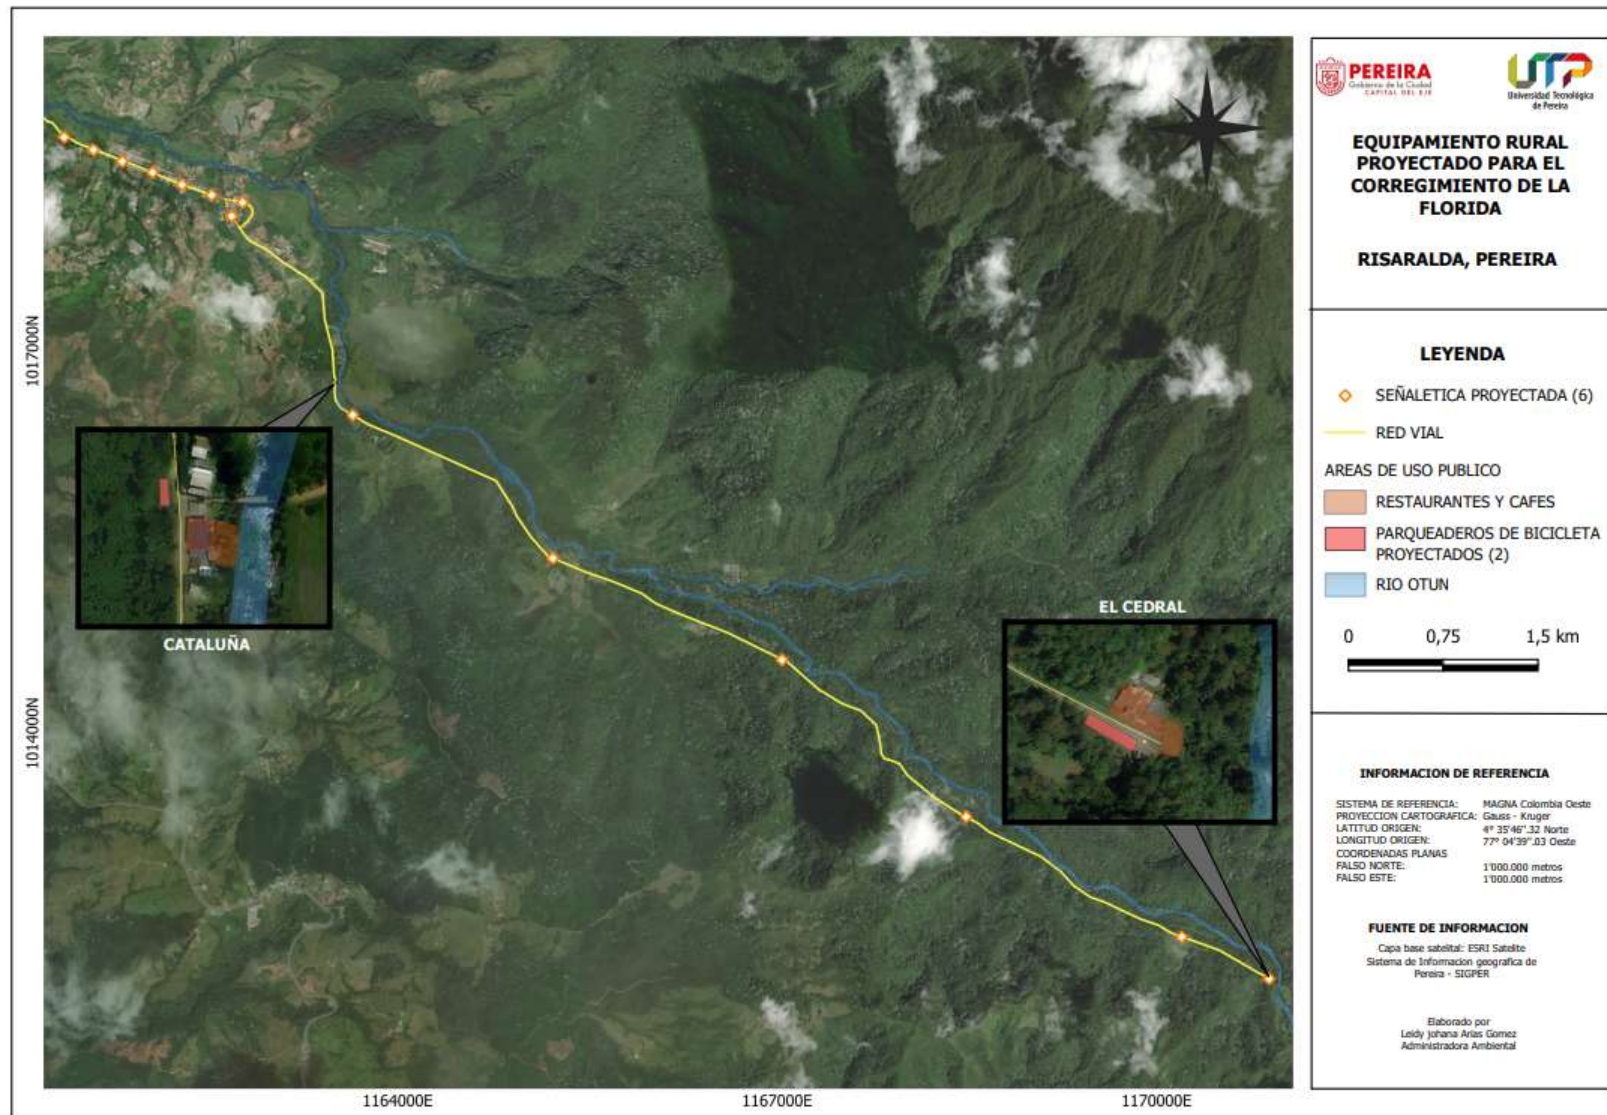 PEREIRA
Gobierno de la Ciudad
CAPITAL DEL EJE
UTP
Universidad Tecnológica
de Pereira
EQUIPAMIENTO RURAL
PROYECTADO PARA EL
CORREGIMIENTO DE LA
FLORIDA
RISARALDA, PEREIRA
LEYENDA
SEÑALETICA PROYECTADA (6)
RED VIAL
AREAS DE USO PUBLICO
RESTAURANTES Y CAFES
PARQUEADEROS DE BICICLETA
PROYECTADOS (2)
RIO OTUN
0 0,75 1,5 km
INFORMACION DE REFERENCIA
SISTEMA DE REFERENCIA: MAGNA Colombia Oeste
PROYECCION CARTOGRAFICA: Gauss - Kruger
LATITUD ORIGEN: 4° 35'46".32 Norte
LONGITUD ORIGEN: 77° 04'39".03 Oeste
COORDENADAS PLANAS
FALSO NORTE: 1'000.000 metros
FALSO ESTE: 1'000.000 metros
FUENTE DE INFORMACION
Capa base satelital: ESRI Satelite
Sistema de Informacion geografica de
Pereira - SIGPER
Elaborado por
Leidy johana Arias Gomez
Administradora Ambiental
1017000N
1014000N
CATALUÑA
EL CEDRAL
1164000E 1167000E 1170000E